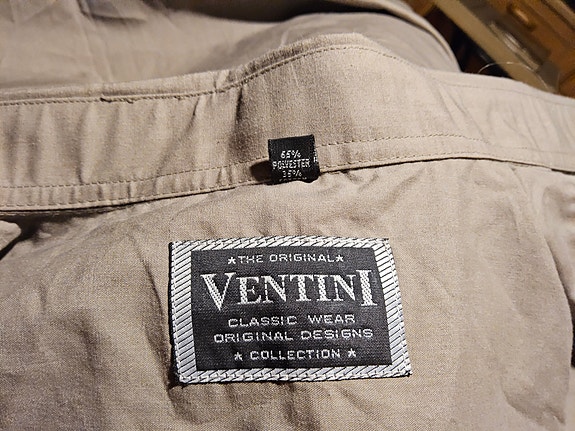 65%
POLYESTER
35%
★THE ORIGINAL★
VENTINI
CLASSIC WEAR
ORIGINAL DESIGNS
★ COLLECTION ★